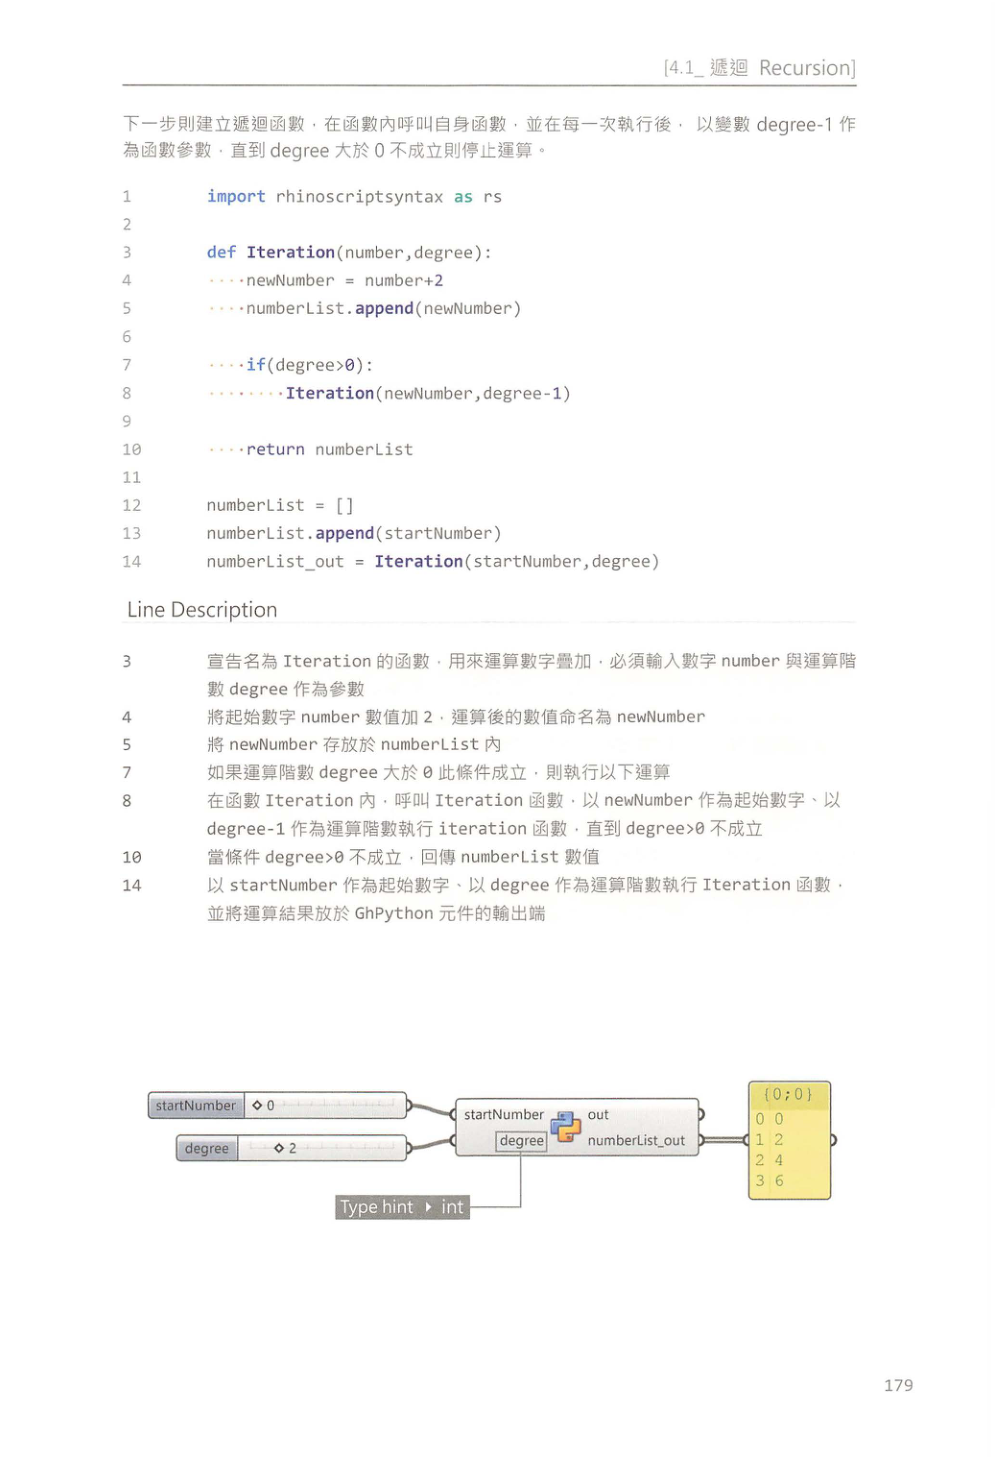 [4.1_ 遞迴 Recursion]
下一步則建立遞迴函數，在函數內呼叫自身函數，並在每一次執行後， 以變數 degree-1 作
為函數參數，直到 degree 大於 0 不成立則停止運算。
1 import rhinoscriptsyntax as rs
2
3 def Iteration(number,degree):
4 ····newNumber = number+2
5 ····numberList.append(newNumber)
6
7 ····if(degree>0):
8 ········Iteration(newNumber,degree-1)
9
10 ····return numberList
11
12 numberList = []
13 numberList.append(startNumber)
14 numberList_out = Iteration(startNumber,degree)
Line Description
3 宣告名為 Iteration 的函數，用來運算數字疊加，必須輸入數字 number 與運算階
數 degree 作為參數
4 將起始數字 number 數值加 2，運算後的數值命名為 newNumber
5 將 newNumber 存放於 numberList 內
7 如果運算階數 degree 大於 0 此條件成立，則執行以下運算
8 在函數 Iteration 內，呼叫 Iteration 函數，以 newNumber 作為起始數字、以
degree-1 作為運算階數執行 iteration 函數，直到 degree>0 不成立
10 當條件 degree>0 不成立，回傳 numberList 數值
14 以 startNumber 作為起始數字、以 degree 作為運算階數執行 Iteration 函數，
並將運算結果放於 GhPython 元件的輸出端
startNumber 0
degree 2
startNumber out
degree numberList_out
Type hint ▸ int
{0;0}
0 0
1 2
2 4
3 6
179